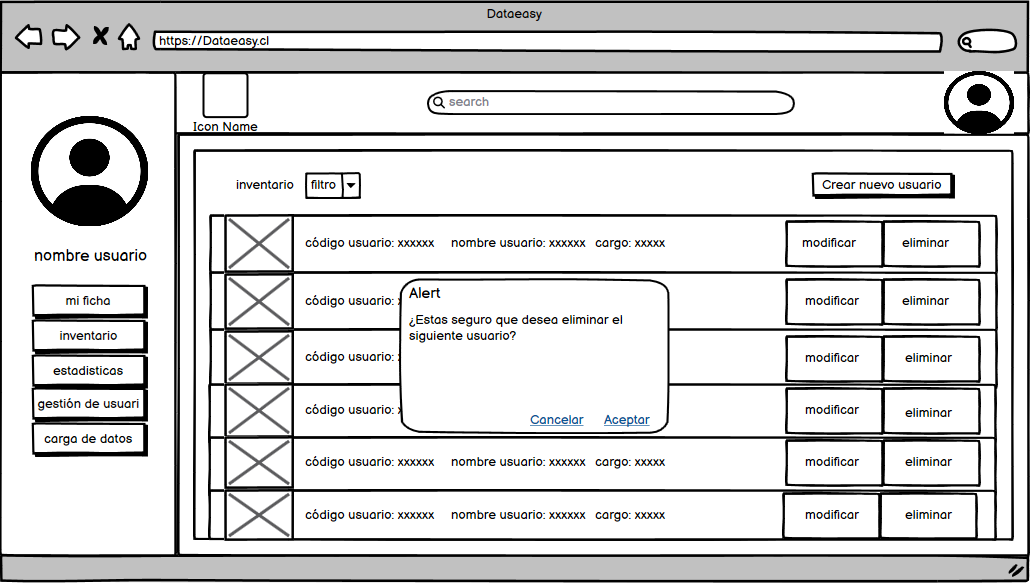 Dataeasy
https://Dataeasy.cl
search
Icon Name
nombre usuario
mi ficha
inventario
estadisticas
gestión de usuari
carga de datos
inventario filtro Crear nuevo usuario
código usuario: xxxxxx nombre usuario: xxxxxx cargo: xxxxx modificar eliminar
código usuario: modificar eliminar
código usuario: modificar eliminar
código usuario: modificar eliminar
código usuario: xxxxxx nombre usuario: xxxxxx cargo: xxxxx modificar eliminar
código usuario: xxxxxx nombre usuario: xxxxxx cargo: xxxxx modificar eliminar
Alert
¿Estas seguro que desea eliminar el
siguiente usuario?
Cancelar Aceptar